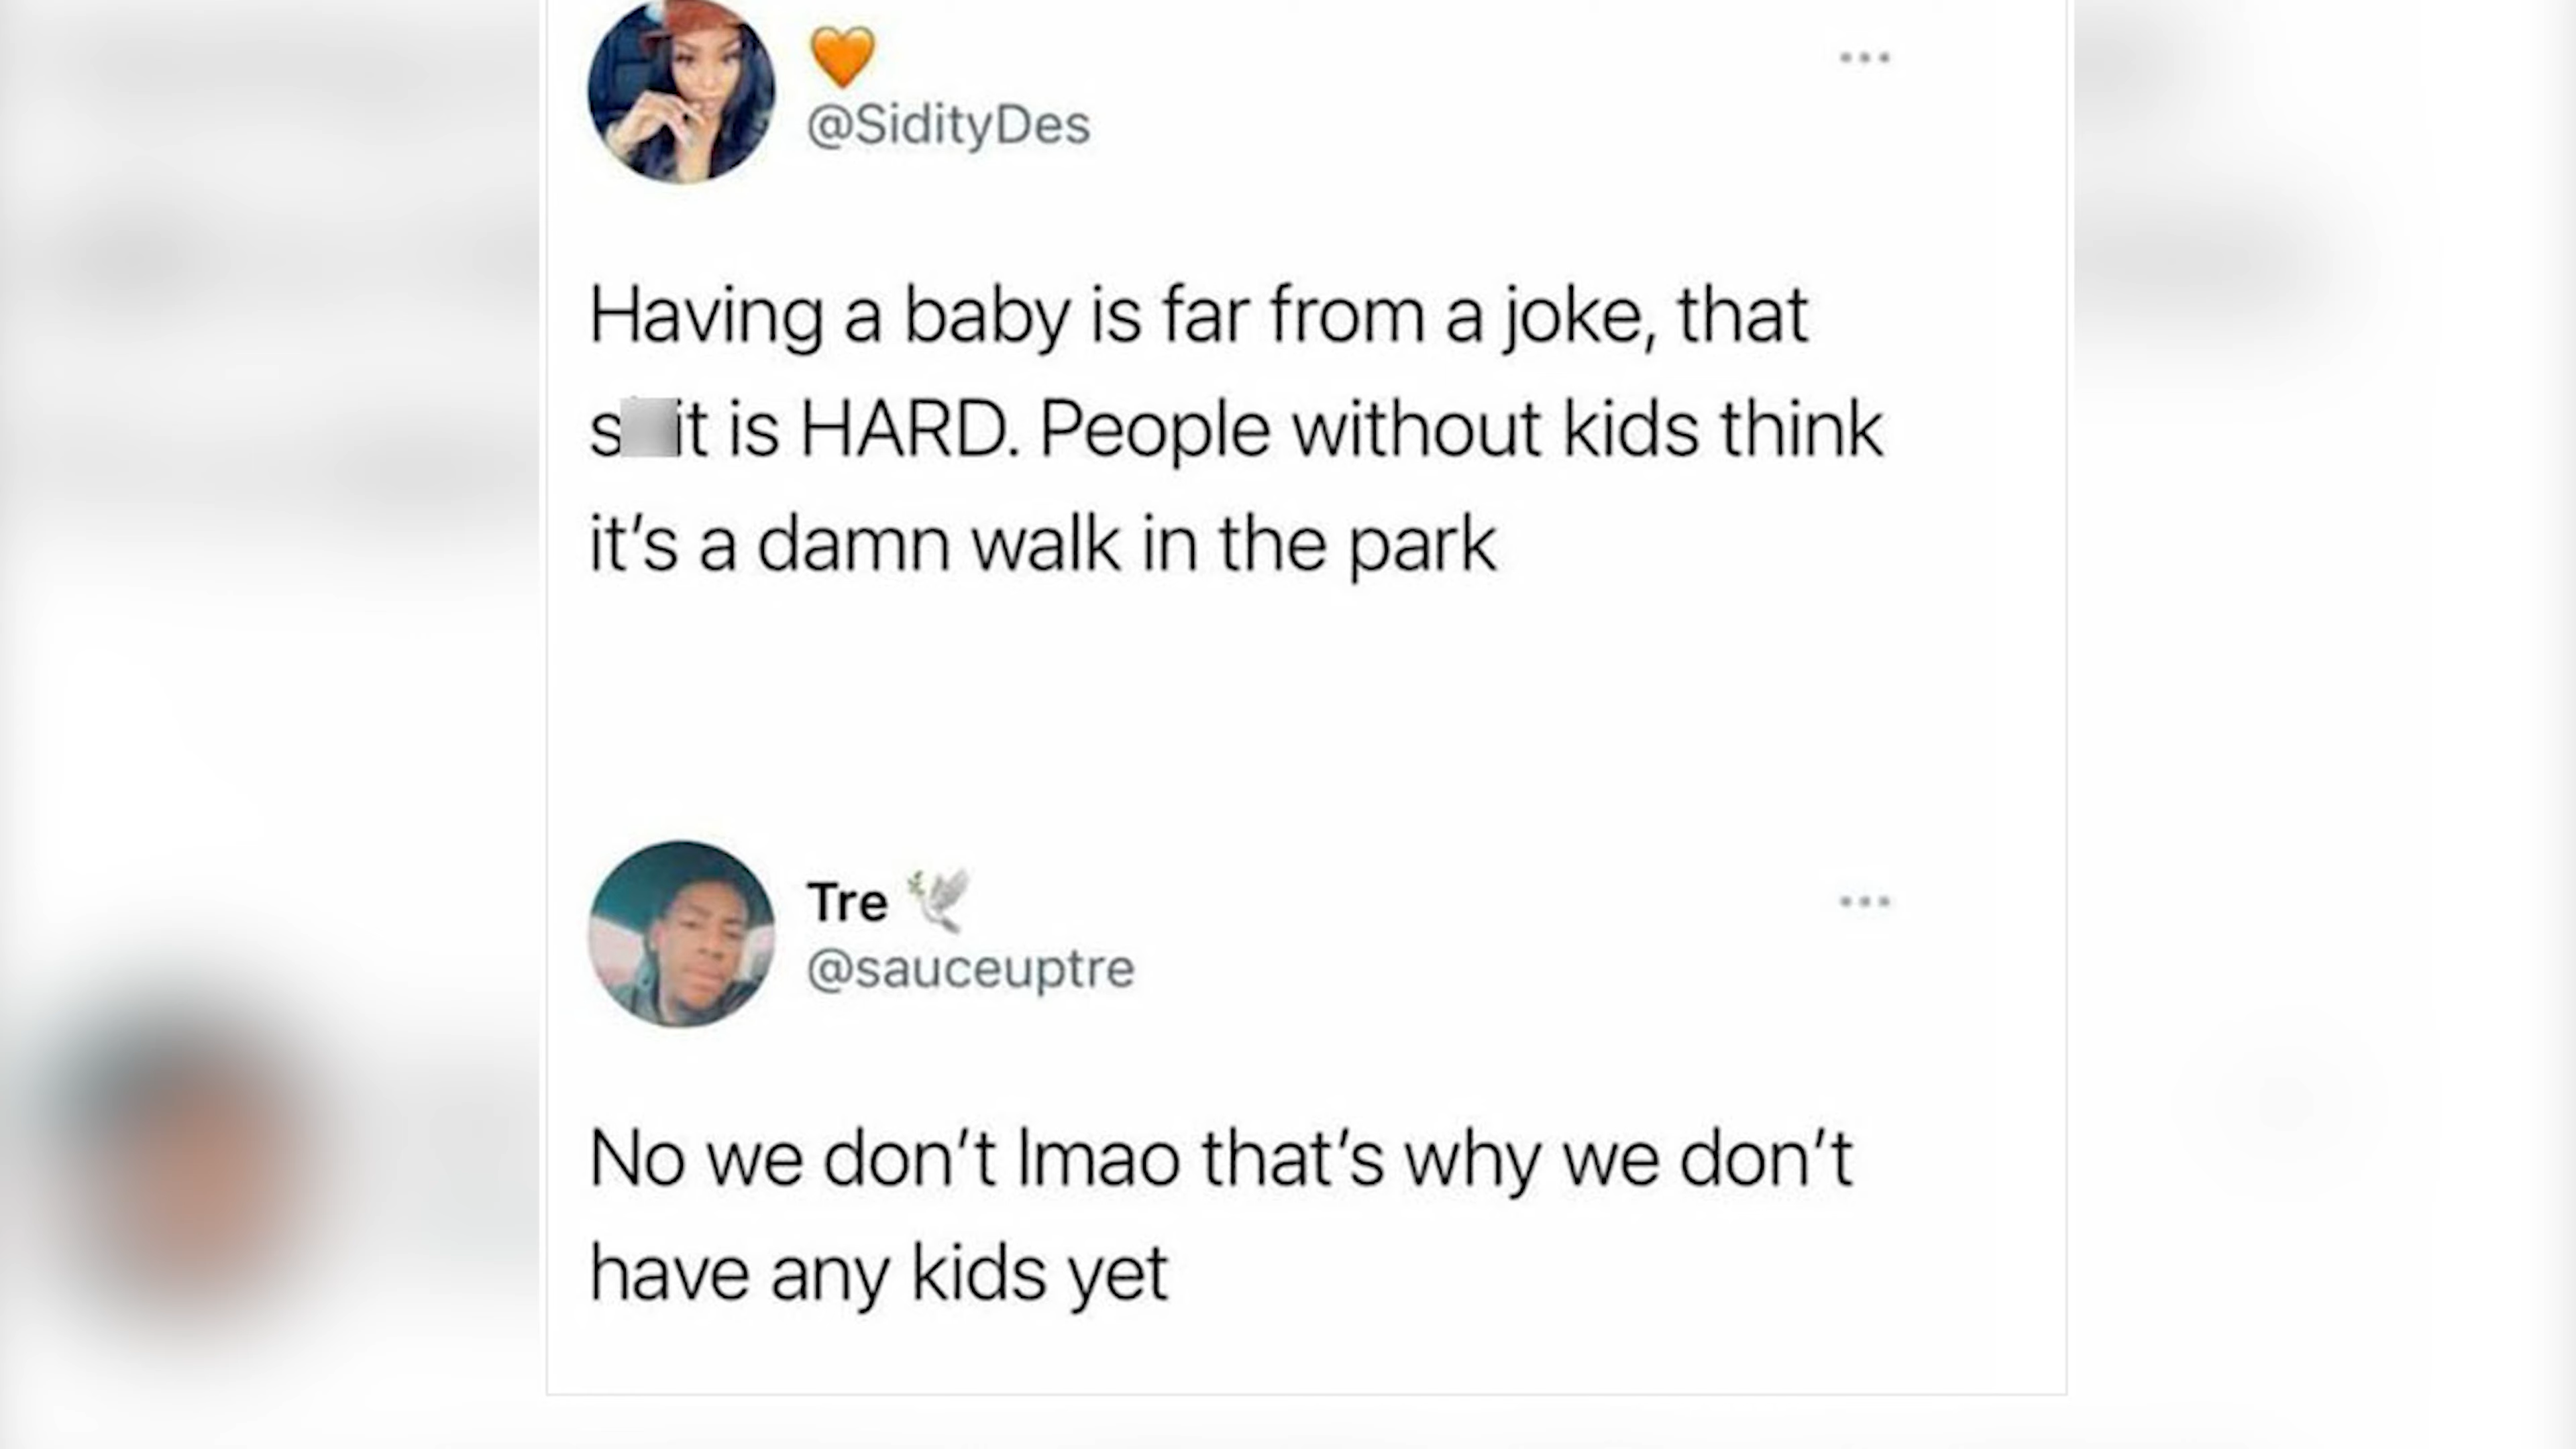 🧡
@SidityDes
Having a baby is far from a joke, that
s it is HARD. People without kids think
it's a damn walk in the park
Tre 🕊
@sauceuptre
No we don't lmao that's why we don't
have any kids yet